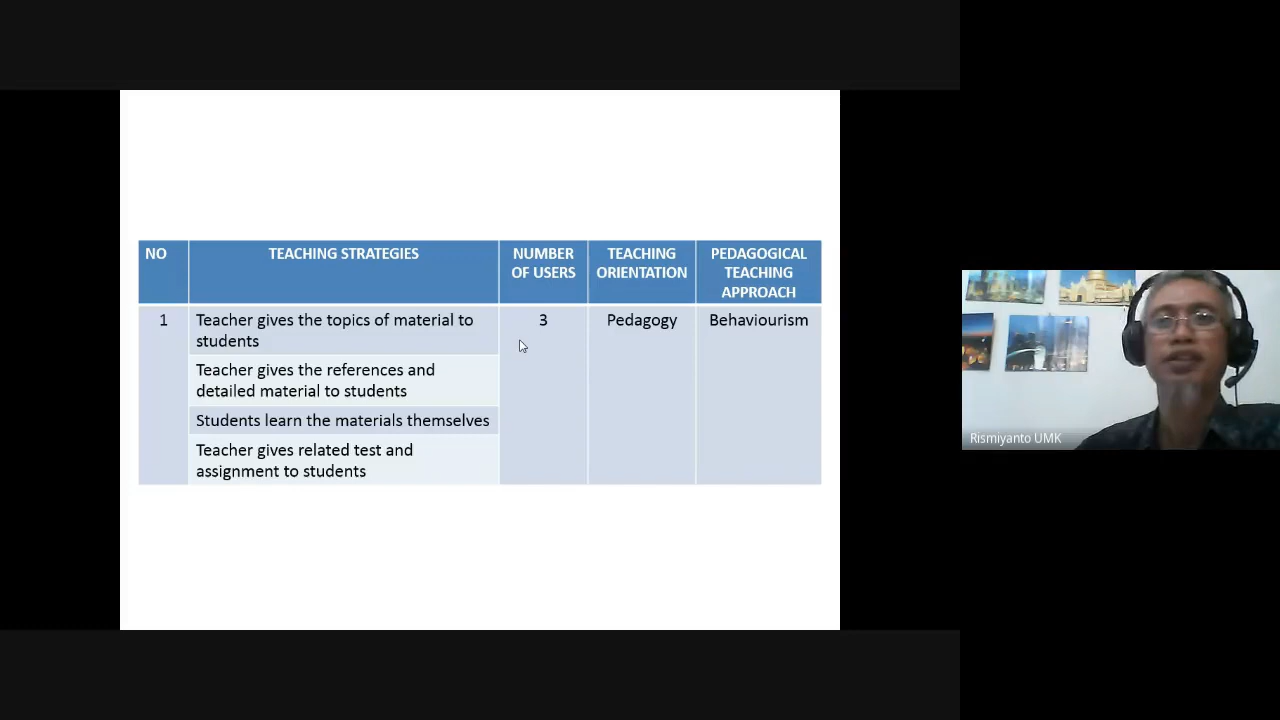 NO
TEACHING STRATEGIES
NUMBER
OF USERS
TEACHING
ORIENTATION
PEDAGOGICAL
TEACHING
APPROACH
1
Teacher gives the topics of material to
students
3
Pedagogy
Behaviourism
Teacher gives the references and
detailed material to students
Students learn the materials themselves
Teacher gives related test and
assignment to students
Rismiyanto UMK